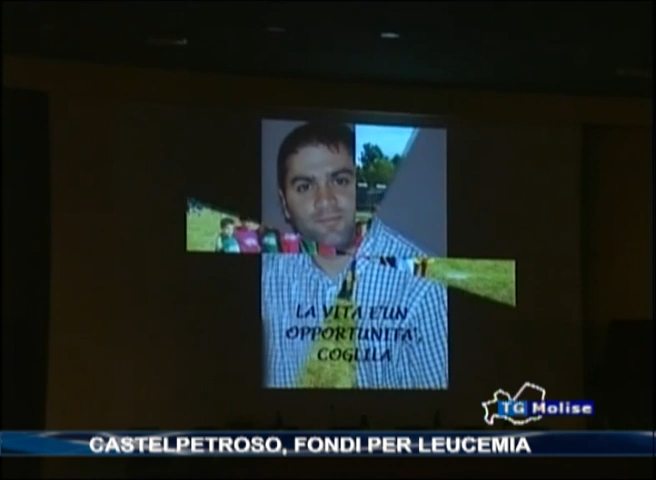 LA VITA E'UN
OPPORTUNITA',
COGLILA
TG Molise
CASTELPETROSO, FONDI PER LEUCEMIA